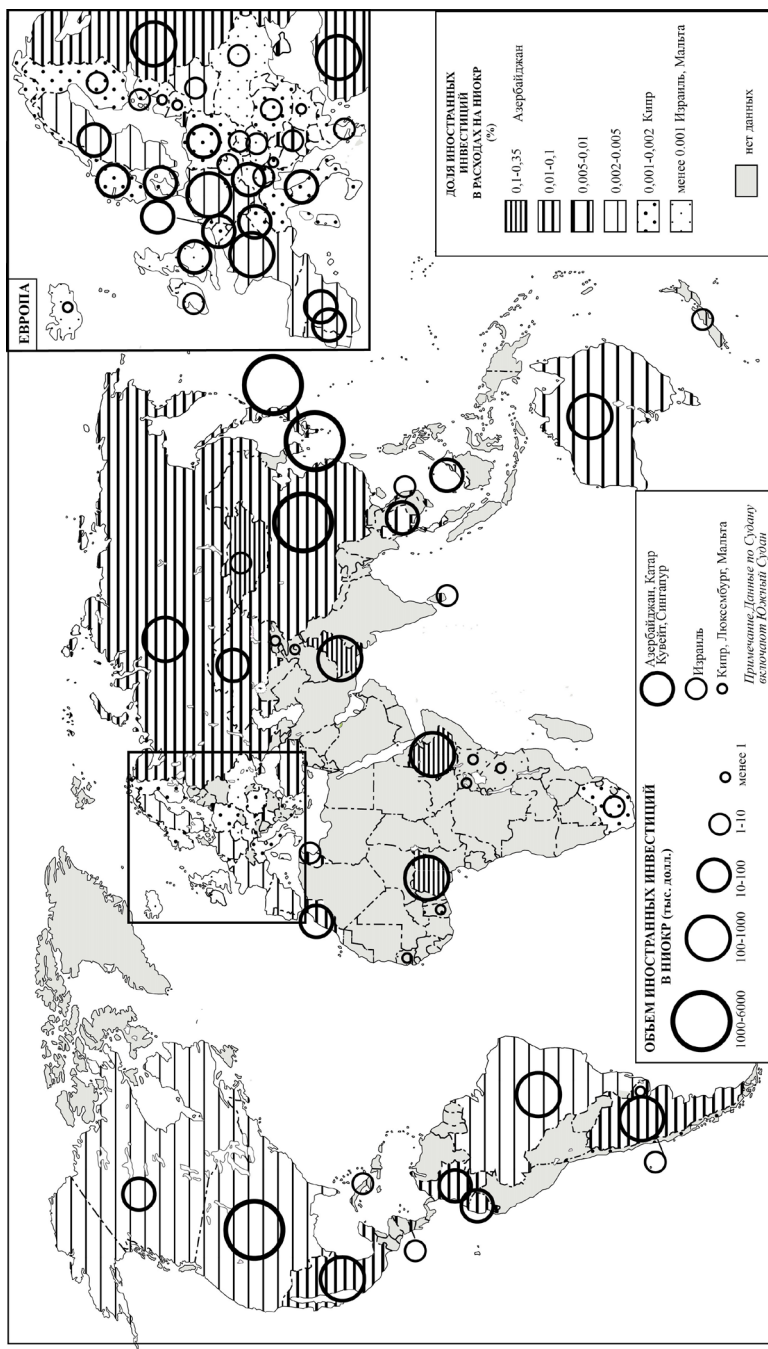 ЕВРОПА
ДОЛЯ ИНОСТРАННЫХ
ИНВЕСТИЦИЙ
В РАСХОДАХ НА НИОКР
(%)
0,1-0,35 Азербайджан
0,01-0,1
0,005-0,01
0,002-0,005
0,001-0,002 Кипр
менее 0.001 Израиль, Мальта
нет данных
ОБЪЕМ ИНОСТРАННЫХ ИНВЕСТИЦИЙ
В НИОКР (тыс. долл.)
1000-6000
100-1000
10-100
1-10
менее 1
Азербайджан, Катар
Кувейт, Сингапур
Израиль
Кипр, Люксембург, Мальта
Примечание. Данные по Судану
включают Южный Судан